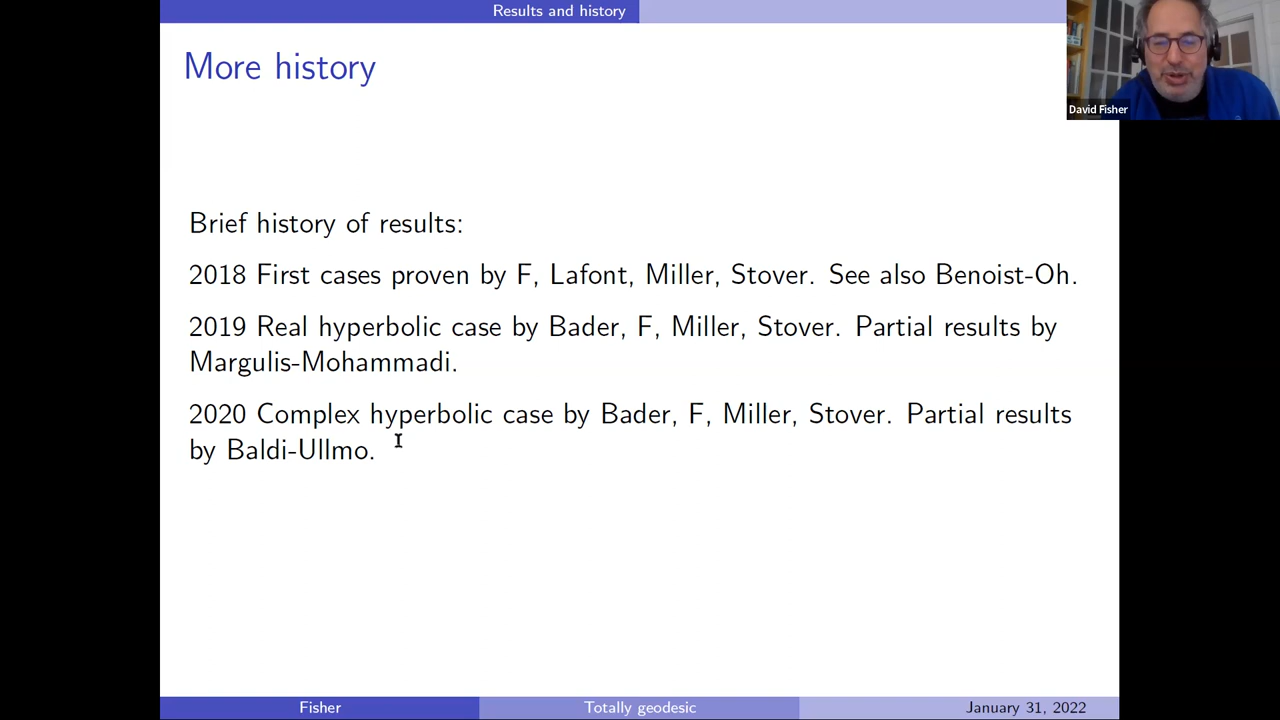 Results and history
More history
David Fisher
Brief history of results:
2018 First cases proven by F, Lafont, Miller, Stover. See also Benoist-Oh.
2019 Real hyperbolic case by Bader, F, Miller, Stover. Partial results by
Margulis-Mohammadi.
2020 Complex hyperbolic case by Bader, F, Miller, Stover. Partial results
by Baldi-Ullmo.
Fisher
Totally geodesic
January 31, 2022